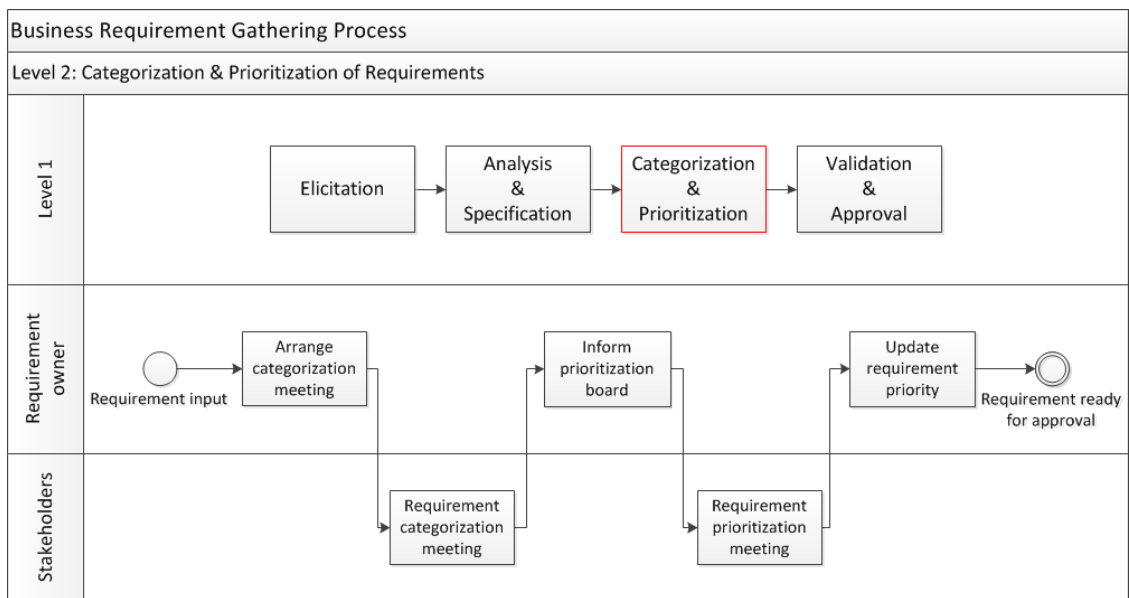 Business Requirement Gathering Process
Level 2: Categorization & Prioritization of Requirements
Level 1
Elicitation
Analysis
&
Specification
Categorization
&
Prioritization
Validation
&
Approval
Requirement
owner
Requirement input
Arrange
categorization
meeting
Inform
prioritization
board
Update
requirement
priority
Requirement ready
for approval
Stakeholders
Requirement
categorization
meeting
Requirement
prioritization
meeting